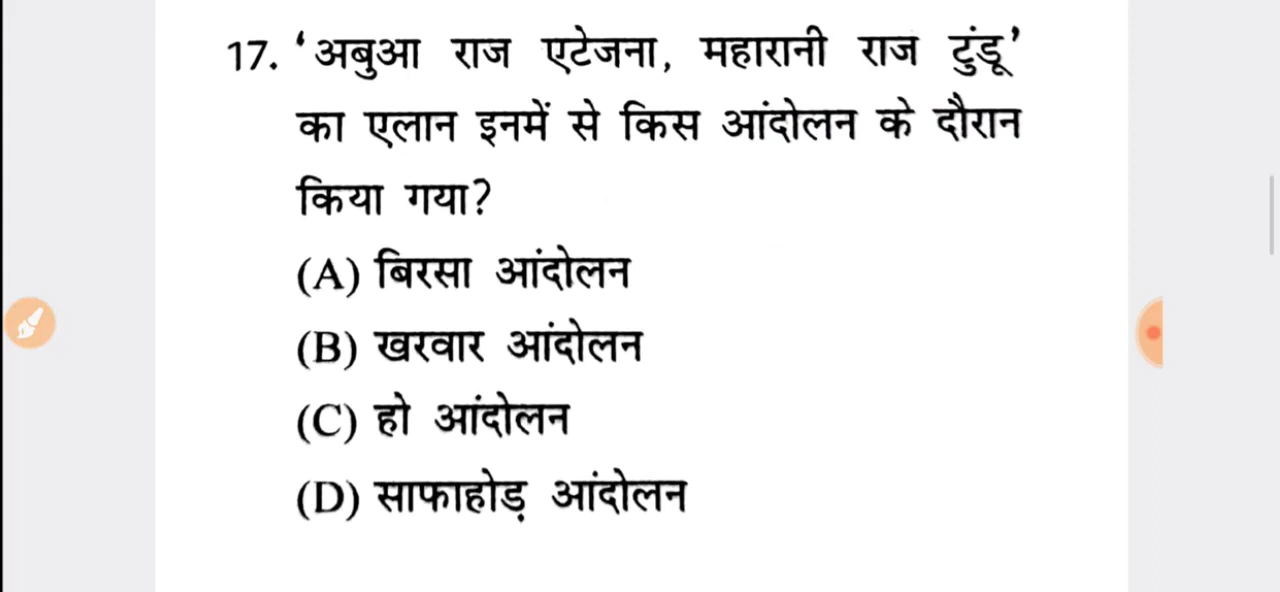 17. ‘अबुआ राज एटेजना, महारानी राज टुंडू’
का एलान इनमें से किस आंदोलन के दौरान
किया गया?
(A) बिरसा आंदोलन
(B) खरवार आंदोलन
(C) हो आंदोलन
(D) साफाहोड़ आंदोलन